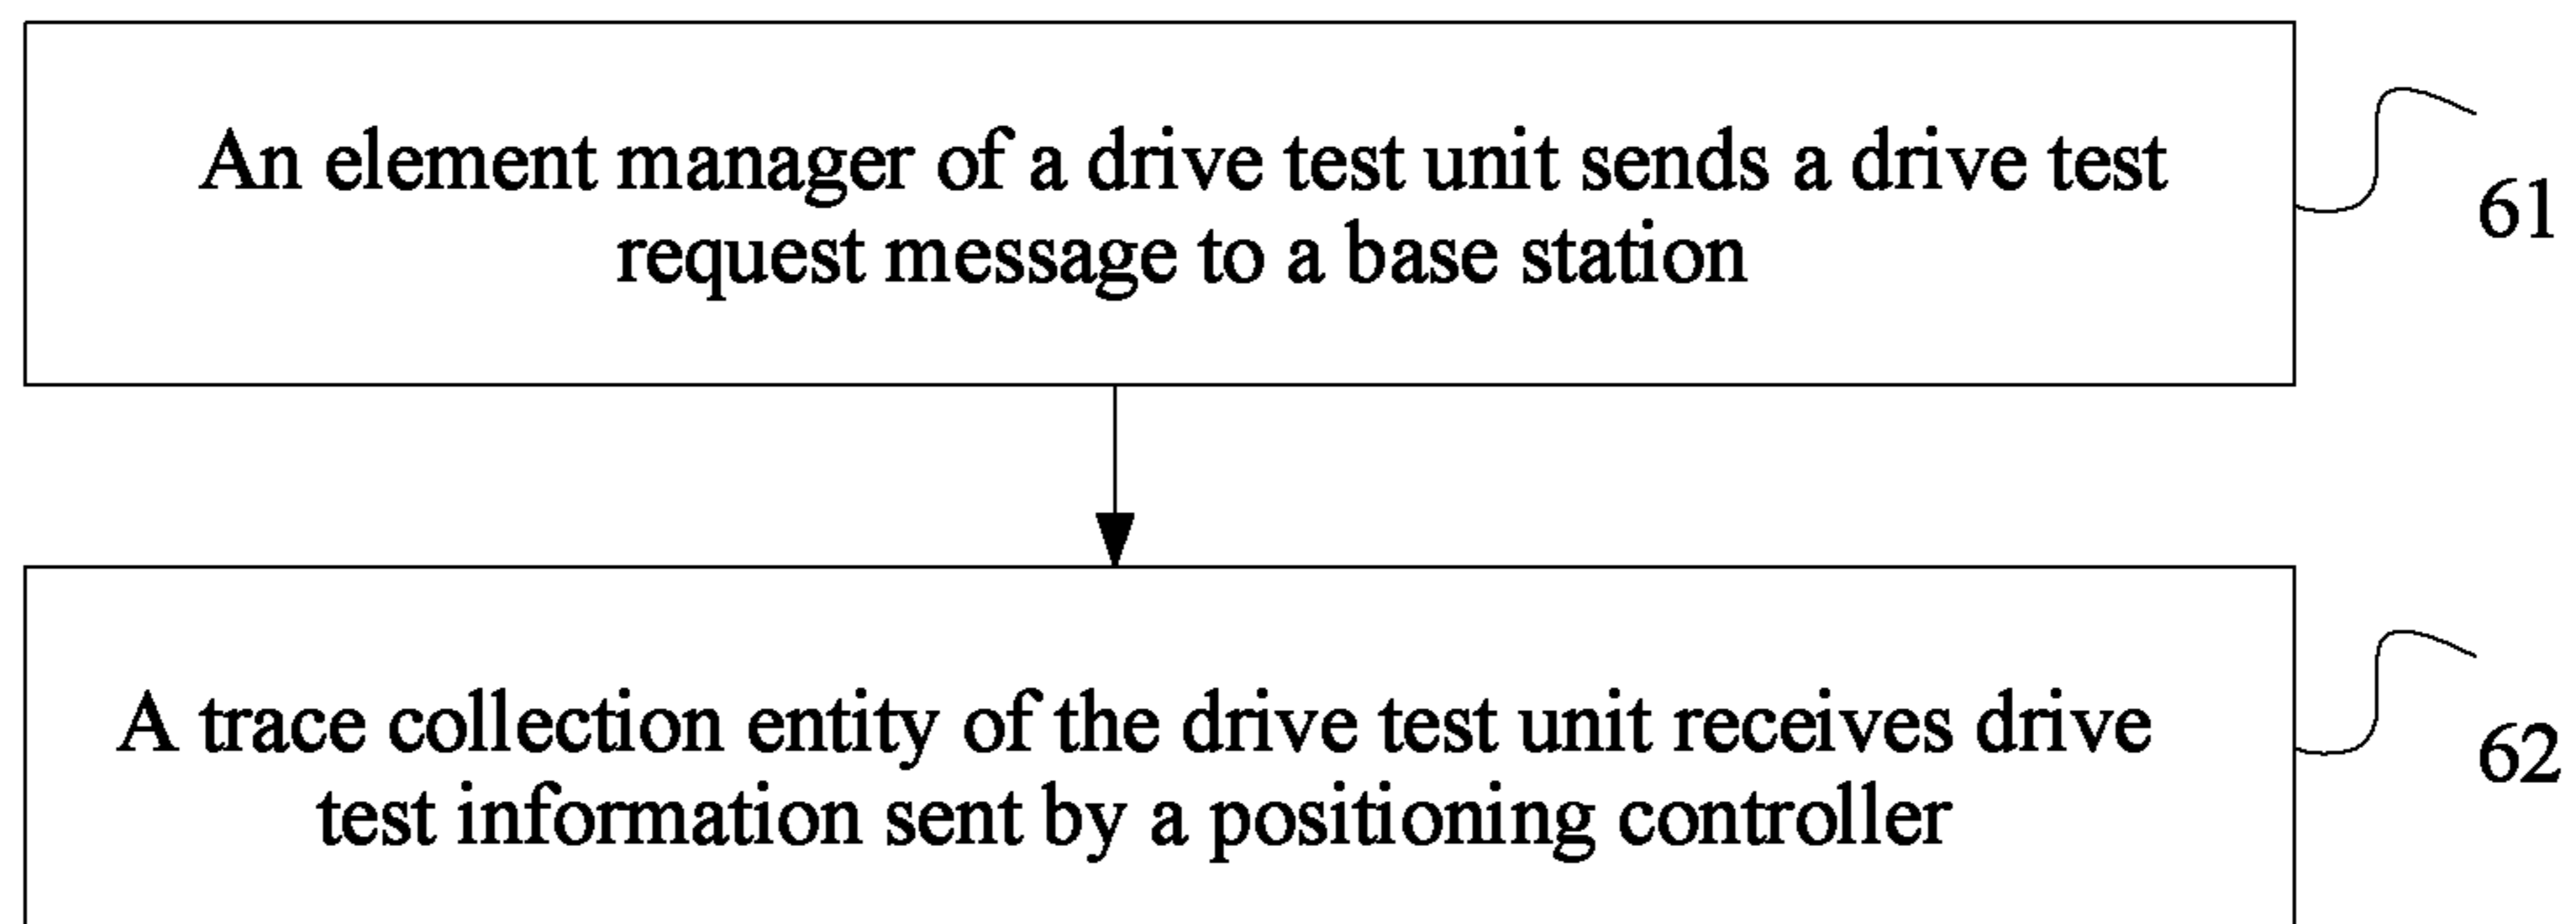 An element manager of a drive test unit sends a drive test
request message to a base station
61
A trace collection entity of the drive test unit receives drive
test information sent by a positioning controller
62